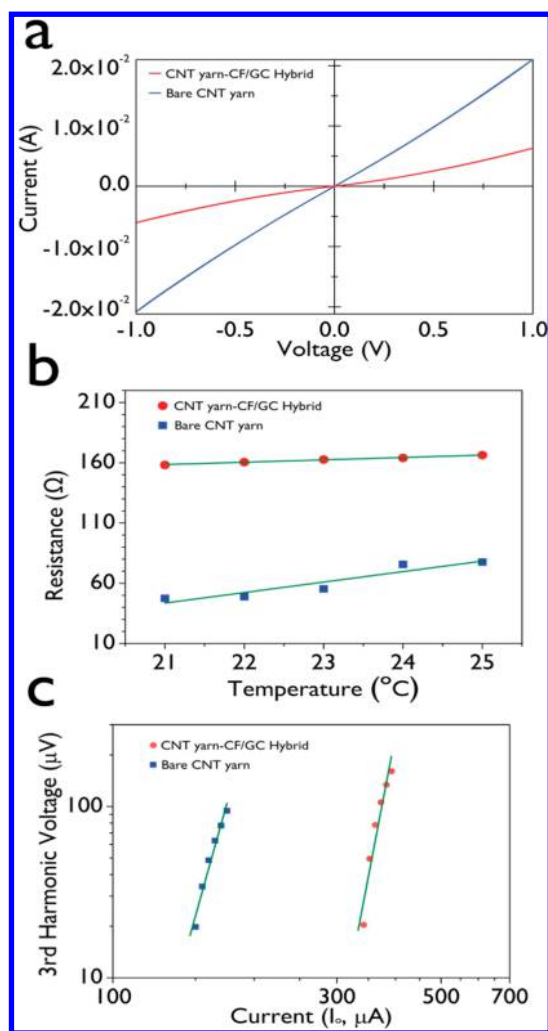 a
2.0x10⁻²
CNT yarn-CF/GC Hybrid
Bare CNT yarn
1.0x10⁻²
Current (A)
0.0
-1.0x10⁻²
-2.0x10⁻²
-1.0 -0.5 0.0 0.5 1.0
Voltage (V)
b
210
CNT yarn-CF/GC Hybrid
Bare CNT yarn
160
Resistance (Ω)
110
60
10
21 22 23 24 25
Temperature (°C)
c
CNT yarn-CF/GC Hybrid
Bare CNT yarn
3rd Harmonic Voltage (µV)
100
10
100 300 500 700
Current (Iₒ, µA)